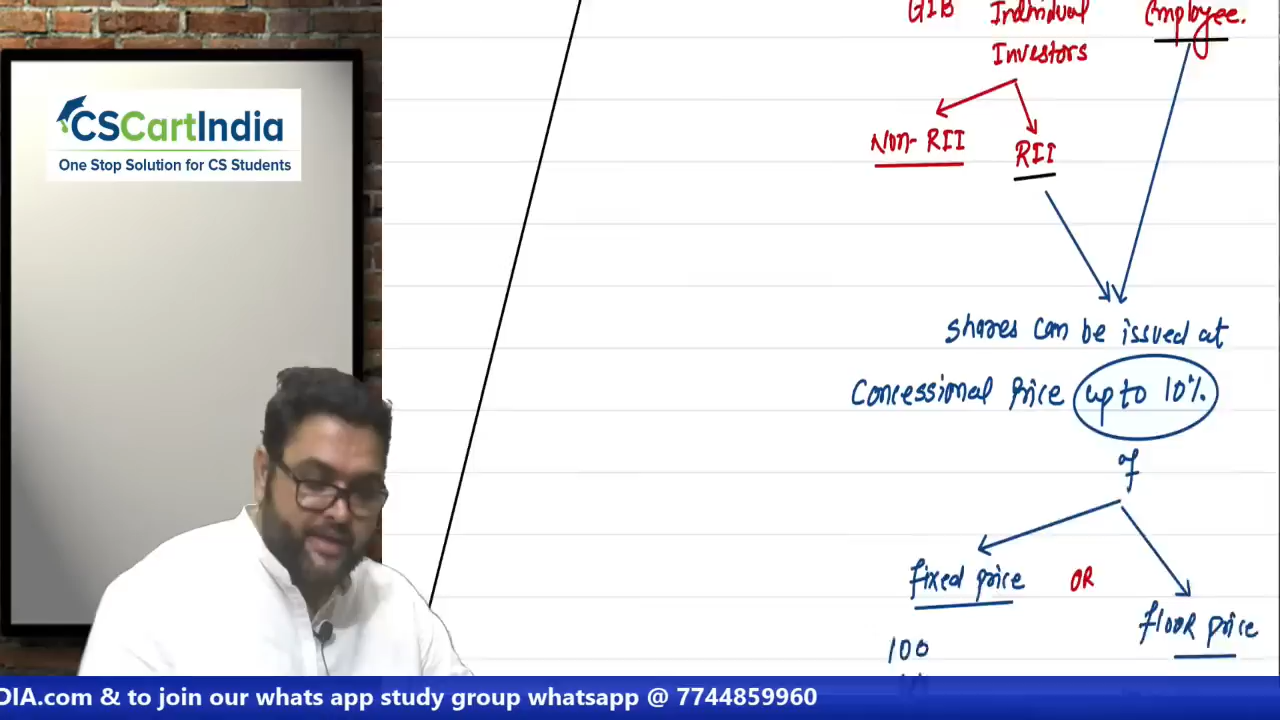 CSCartIndia
One Stop Solution for CS Students
QIB Individual Employee.
Investors
Non-RII RII
shares can be issued at
Concessional Price upto 10%
of
fixed price OR
floor price
100
DIA.com & to join our whats app study group whatsapp @ 7744859960